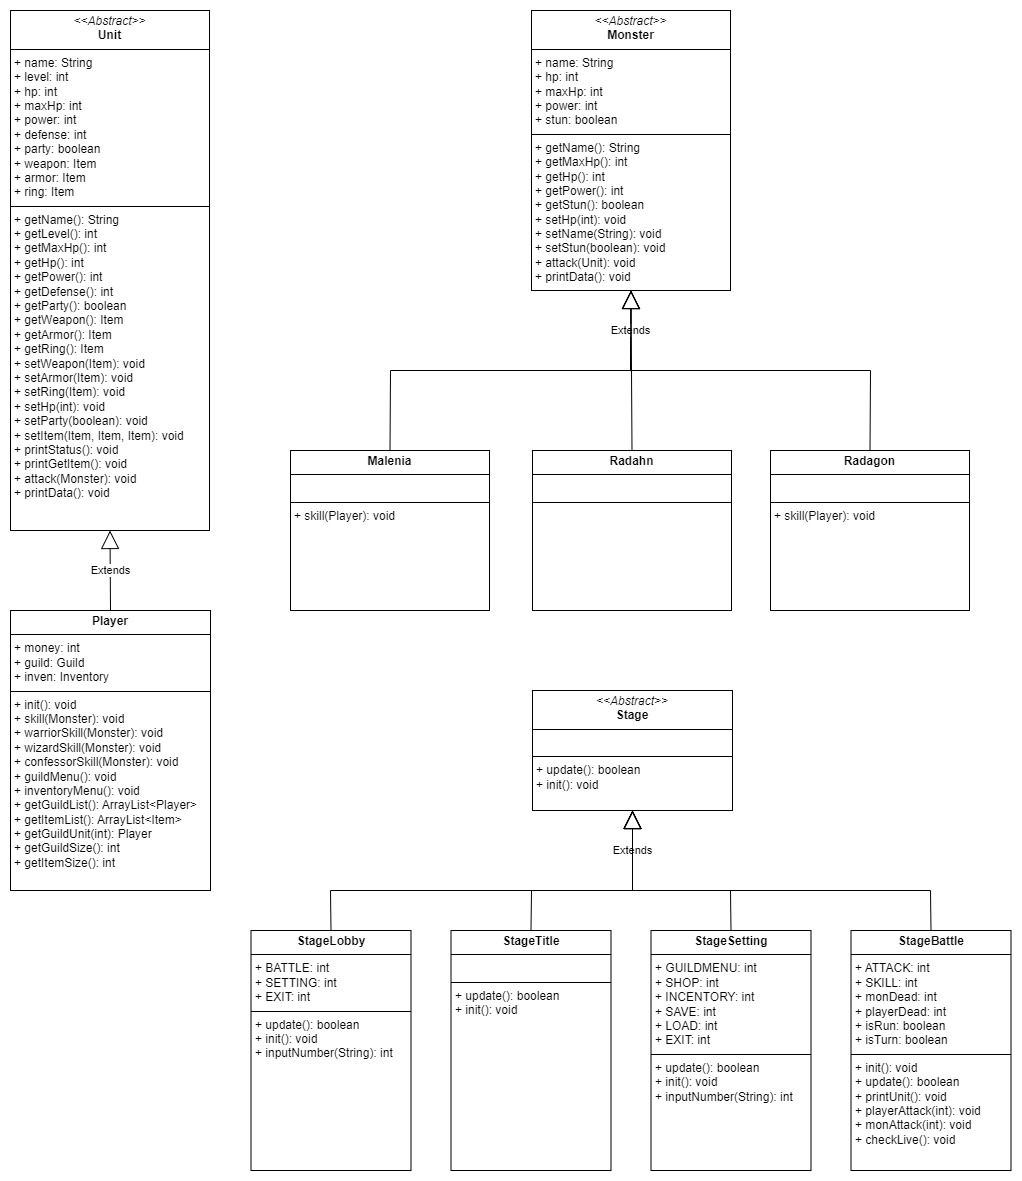 <<Abstract>>
Unit
+ name: String
+ level: int
+ hp: int
+ maxHp: int
+ power: int
+ defense: int
+ party: boolean
+ weapon: Item
+ armor: Item
+ ring: Item
+ getName(): String
+ getLevel(): int
+ getMaxHp(): int
+ getHp(): int
+ getPower(): int
+ getDefense(): int
+ getParty(): boolean
+ getWeapon(): Item
+ getArmor(): Item
+ getRing(): Item
+ setWeapon(Item): void
+ setArmor(Item): void
+ setRing(Item): void
+ setHp(int): void
+ setParty(boolean): void
+ setItem(Item, Item, Item): void
+ printStatus(): void
+ printGetItem(): void
+ attack(Monster): void
+ printData(): void
Extends
Player
+ money: int
+ guild: Guild
+ inven: Inventory
+ init(): void
+ skill(Monster): void
+ warriorSkill(Monster): void
+ wizardSkill(Monster): void
+ confessorSkill(Monster): void
+ guildMenu(): void
+ inventoryMenu(): void
+ getGuildList(): ArrayList<Player>
+ getItemList(): ArrayList<Item>
+ getGuildUnit(int): Player
+ getGuildSize(): int
+ getItemSize(): int
<<Abstract>>
Monster
+ name: String
+ hp: int
+ maxHp: int
+ power: int
+ stun: boolean
+ getName(): String
+ getMaxHp(): int
+ getHp(): int
+ getPower(): int
+ getStun(): boolean
+ setHp(int): void
+ setName(String): void
+ setStun(boolean): void
+ attack(Unit): void
+ printData(): void
Extends
Malenia
+ skill(Player): void
Radahn
Radagon
+ skill(Player): void
<<Abstract>>
Stage
+ update(): boolean
+ init(): void
Extends
StageLobby
+ BATTLE: int
+ SETTING: int
+ EXIT: int
+ update(): boolean
+ init(): void
+ inputNumber(String): int
StageTitle
+ update(): boolean
+ init(): void
StageSetting
+ GUILDMENU: int
+ SHOP: int
+ INCENTORY: int
+ SAVE: int
+ LOAD: int
+ EXIT: int
+ update(): boolean
+ init(): void
+ inputNumber(String): int
StageBattle
+ ATTACK: int
+ SKILL: int
+ monDead: int
+ playerDead: int
+ isRun: boolean
+ isTurn: boolean
+ init(): void
+ update(): boolean
+ printUnit(): void
+ playerAttack(int): void
+ monAttack(int): void
+ checkLive(): void